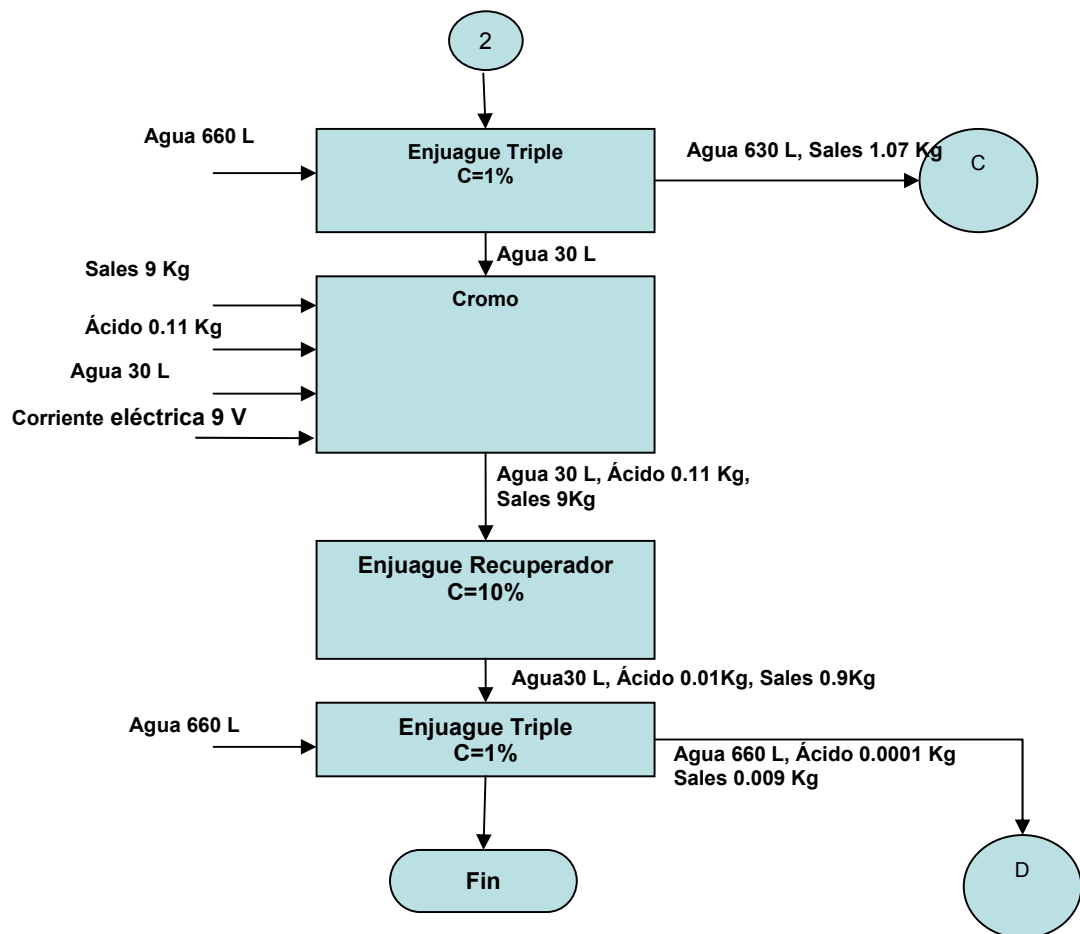 2
Agua 660 L
Enjuague Triple
C=1%
Agua 630 L, Sales 1.07 Kg
C
Agua 30 L
Sales 9 Kg
Cromo
Ácido 0.11 Kg
Agua 30 L
Corriente eléctrica 9 V
Agua 30 L, Ácido 0.11 Kg,
Sales 9Kg
Enjuague Recuperador
C=10%
Agua30 L, Ácido 0.01Kg, Sales 0.9Kg
Agua 660 L
Enjuague Triple
C=1%
Agua 660 L, Ácido 0.0001 Kg
Sales 0.009 Kg
Fin
D